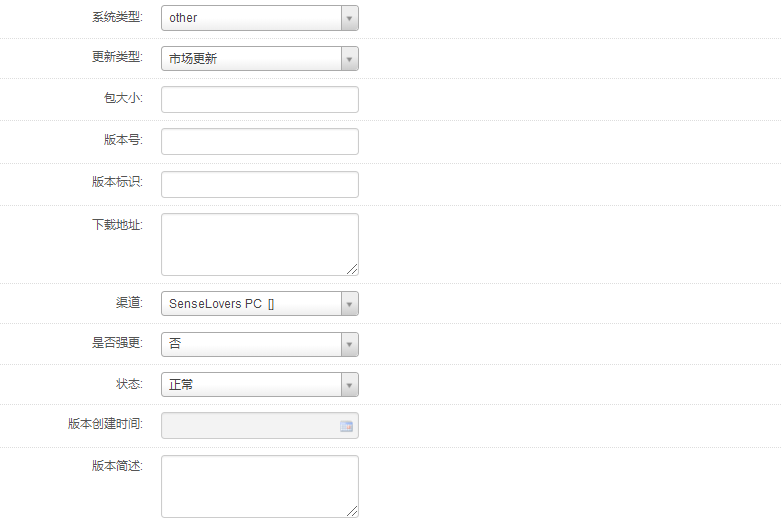 系统类型: other
更新类型: 市场更新
包大小:
版本号:
版本标识:
下载地址:
渠道: SenseLovers PC []
是否强更: 否
状态: 正常
版本创建时间:
版本简述: